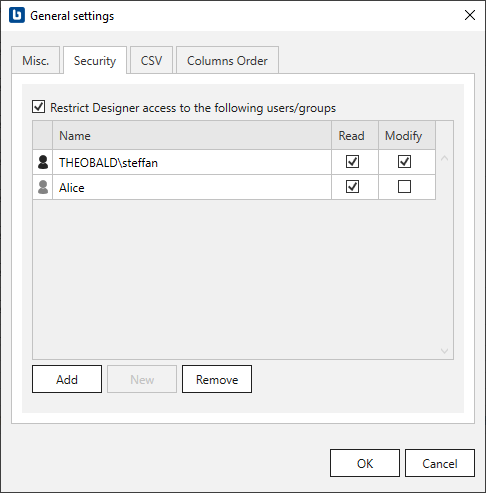 General settings
Misc. Security CSV Columns Order
Restrict Designer access to the following users/groups
Name Read Modify
THEOBALD\steffan
Alice
Add New Remove
OK Cancel